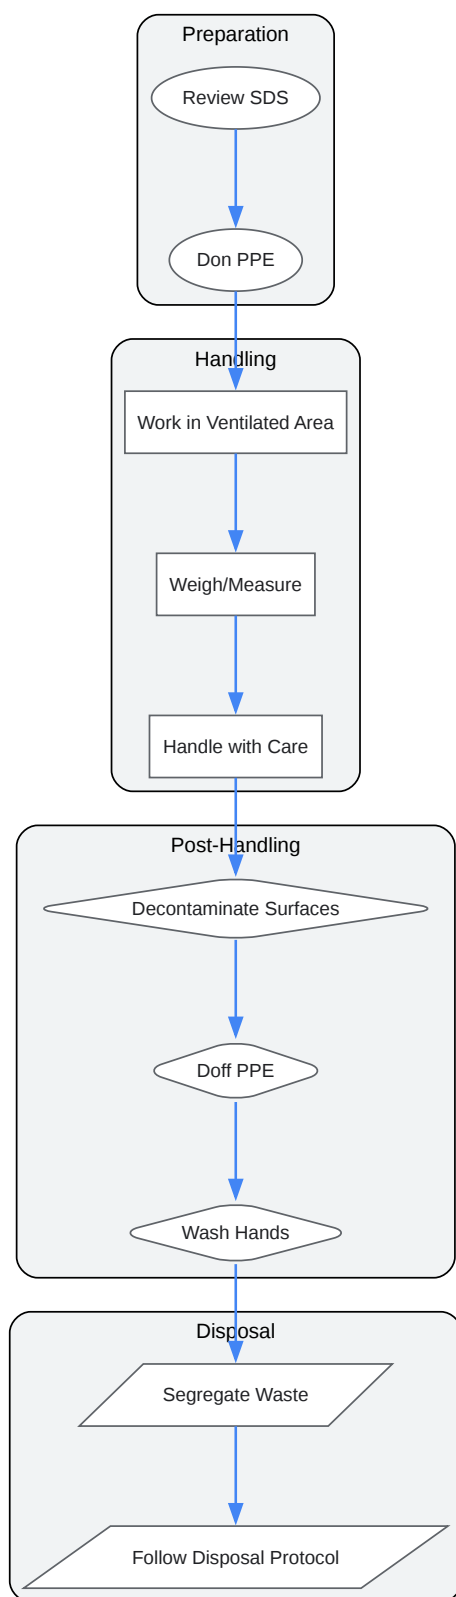 Preparation
Review SDS
Don PPE
Handling
Work in Ventilated Area
Weigh/Measure
Handle with Care
Post-Handling
Decontaminate Surfaces
Doff PPE
Wash Hands
Disposal
Segregate Waste
Follow Disposal Protocol